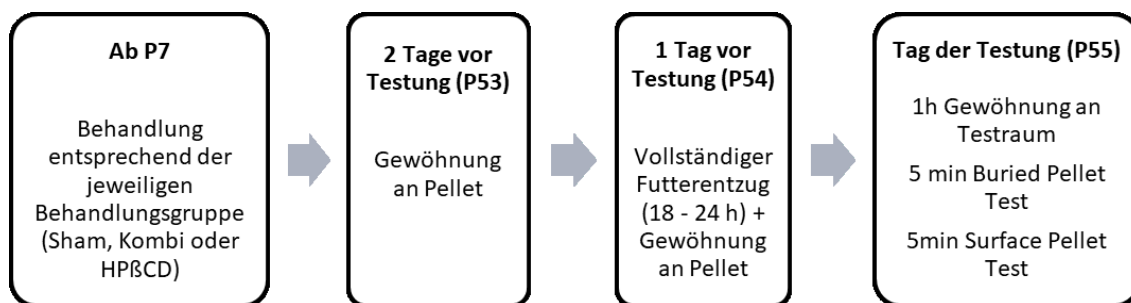 Ab P7
Behandlung
entsprechend der
jeweiligen
Behandlungsgruppe
(Sham, Kombi oder
HPßCD)
2 Tage vor
Testung (P53)
Gewöhnung
an Pellet
1 Tag vor
Testung (P54)
Vollständiger
Futterentzug
(18 - 24 h) +
Gewöhnung
an Pellet
Tag der Testung (P55)
1h Gewöhnung an
Testraum
5 min Buried Pellet
Test
5min Surface Pellet
Test